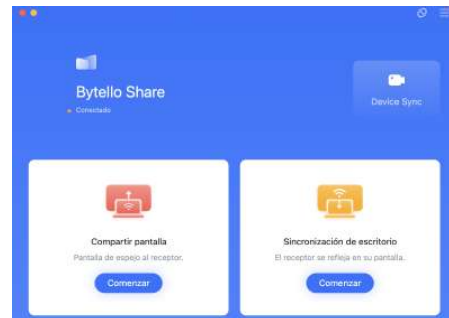 Bytello Share
Conectado
Device Sync
Compartir pantalla
Pantalla de espejo al receptor.
Comenzar
Sincronización de escritorio
El receptor se refleja en su pantalla.
Comenzar